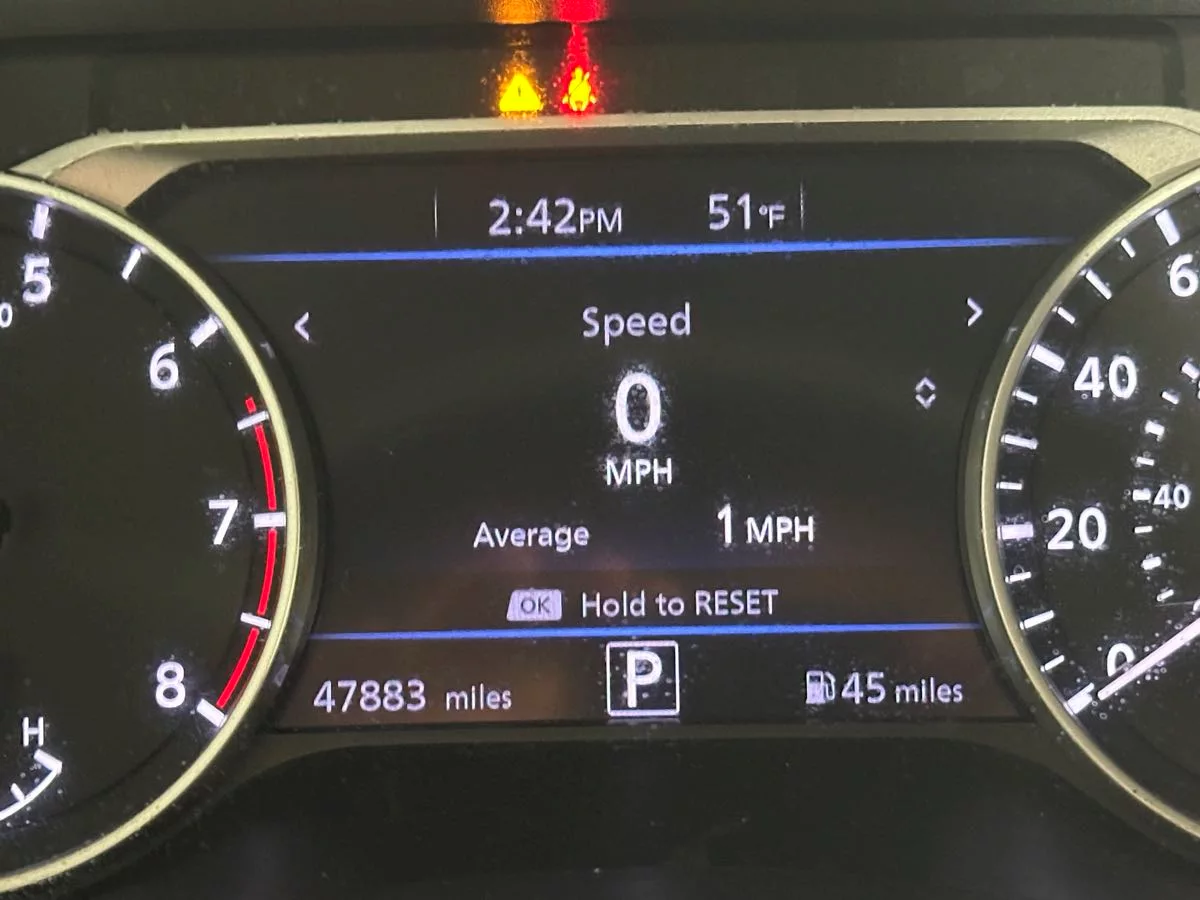 2:42PM 51°F
< Speed >
0
MPH
Average 1 MPH
OK Hold to RESET
47883 miles P 45 miles
5
6
7
8
H
6
40
20
0
40